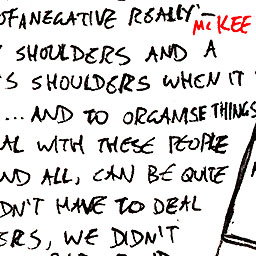 OF A NEGATIVE REALLY.–
McKEE
SHOULDERS AND A
'S SHOULDERS WHEN IT
...AND TO ORGANISE THINGS
AL WITH THESE PEOPLE
ND ALL, CAN BE QUITE
DN'T HAVE TO DEAL
ERS, WE DIDN'T